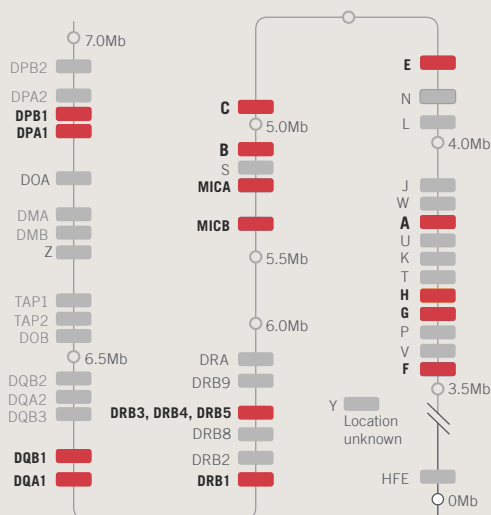 7.0Mb
DPB2
DPA2
DPB1
DPA1
DOA
DMA
DMB
Z
TAP1
TAP2
DOB
6.5Mb
DQB2
DQA2
DQB3
DQB1
DQA1
C
5.0Mb
B
S
MICA
MICB
5.5Mb
6.0Mb
DRA
DRB9
DRB3, DRB4, DRB5
DRB8
DRB2
DRB1
E
N
L
4.0Mb
J
W
A
U
K
T
H
G
P
V
F
3.5Mb
Y
Location
unknown
HFE
0Mb